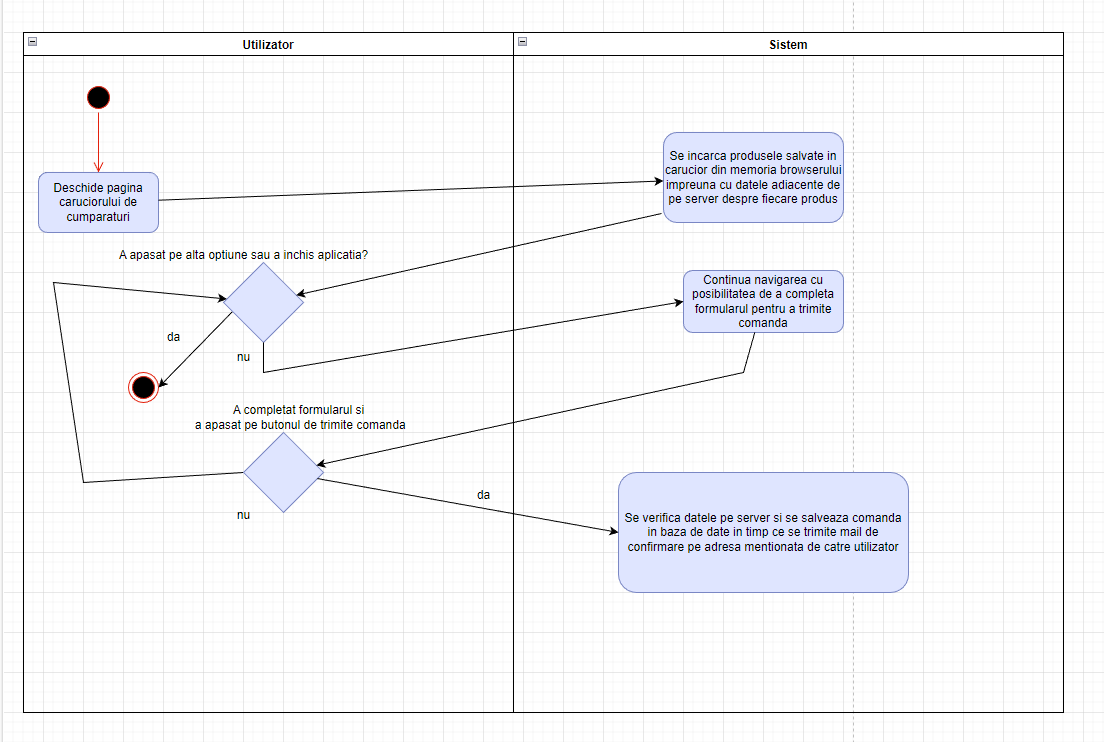 Utilizator
Sistem
Deschide pagina
caruciorului de
cumparaturi
Se incarca produsele salvate in
carucior din memoria browserului
impreuna cu datele adiacente de
pe server despre fiecare produs
A apasat pe alta optiune sau a inchis aplicatia?
da
nu
Continua navigarea cu
posibilitatea de a completa
formularul pentru a trimite
comanda
A completat formularul si
a apasat pe butonul de trimite comanda
da
nu
Se verifica datele pe server si se salveaza comanda
in baza de date in timp ce se trimite mail de
confirmare pe adresa mentionata de catre utilizator